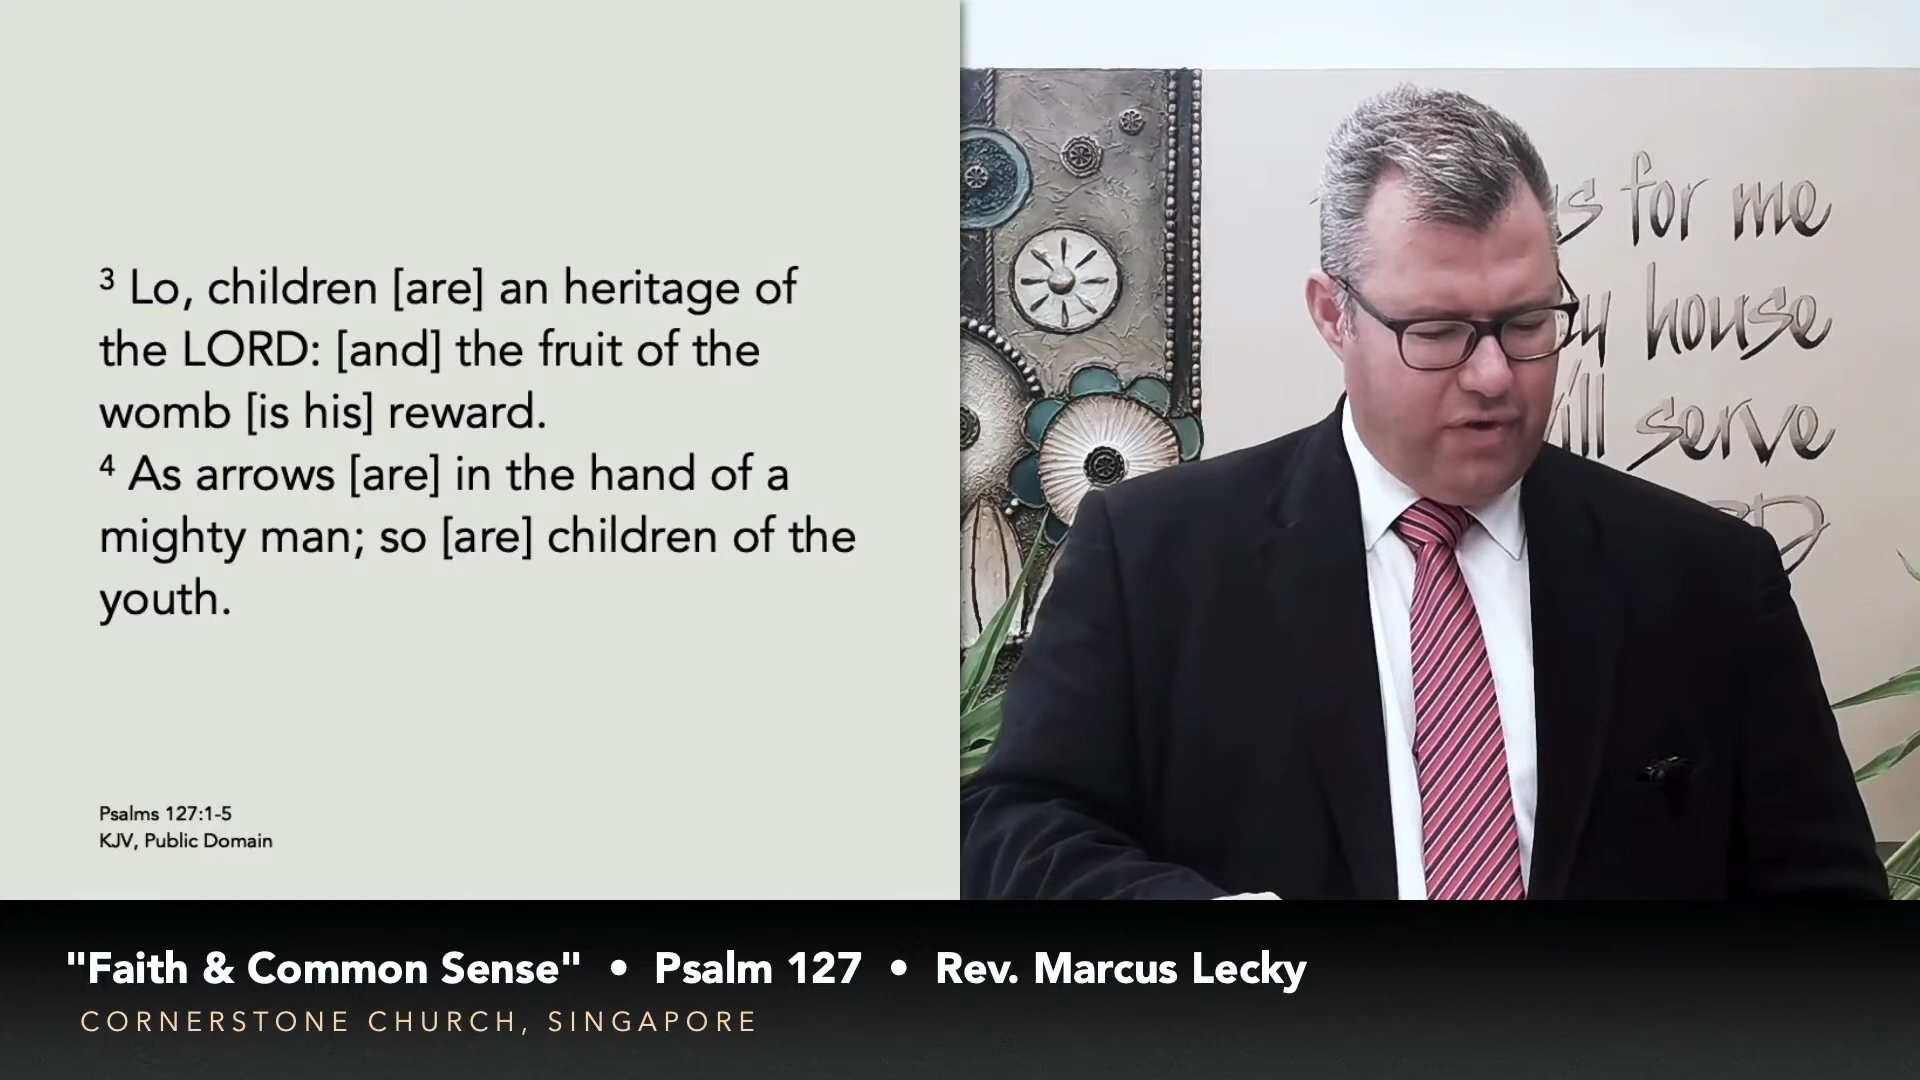 3 Lo, children [are] an heritage of
the LORD: [and] the fruit of the
womb [is his] reward.
4 As arrows [are] in the hand of a
mighty man; so [are] children of the
youth.
Psalms 127:1-5
KJV, Public Domain
s for me
house
ill serve
"Faith & Common Sense" • Psalm 127 • Rev. Marcus Lecky
CORNERSTONE CHURCH, SINGAPORE